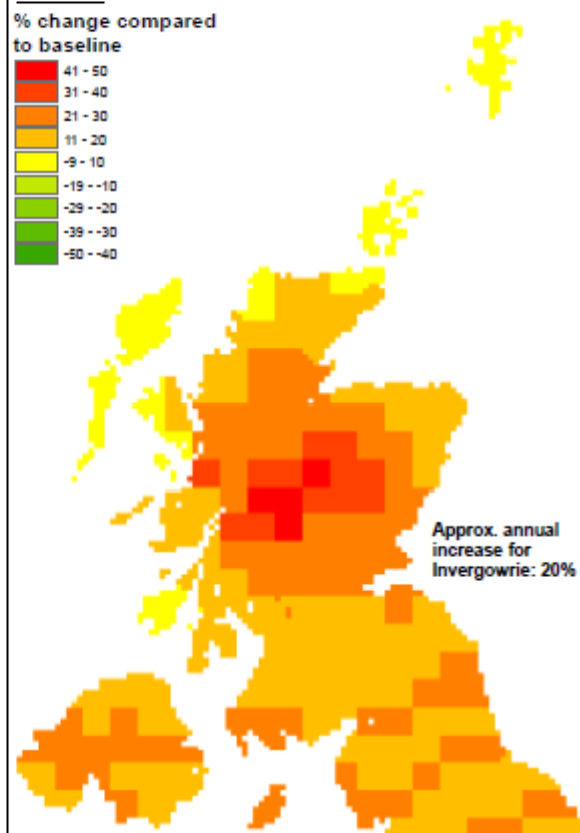 % change compared
to baseline
41 - 50
31 - 40
21 - 30
11 - 20
-9 - 10
-19 - -10
-29 - -20
-39 - -30
-50 - -40
Approx. annual
increase for
Invergowrie: 20%